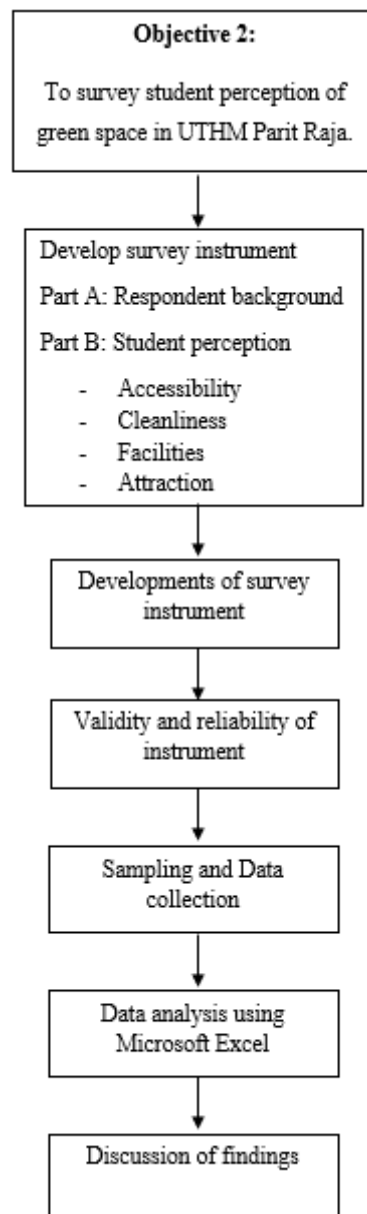 Objective 2:
To survey student perception of
green space in UTHM Parit Raja.
Develop survey instrument
Part A: Respondent background
Part B: Student perception
- Accessibility
- Cleanliness
- Facilities
- Attraction
Developments of survey
instrument
Validity and reliability of
instrument
Sampling and Data
collection
Data analysis using
Microsoft Excel
Discussion of findings